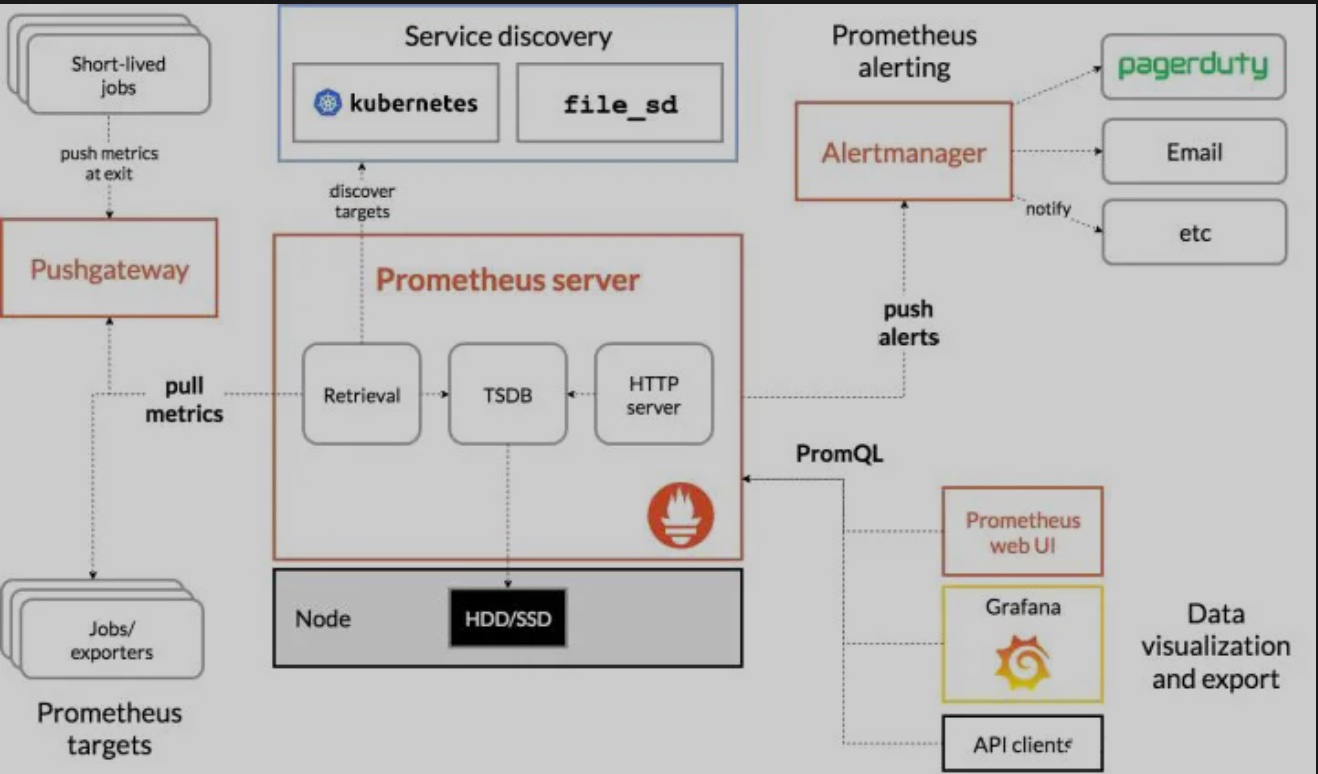 Short-lived
jobs
push metrics
at exit
Pushgateway
pull
metrics
Jobs/
exporters
Prometheus
targets
Service discovery
kubernetes
file_sd
discover
targets
Prometheus server
Retrieval
TSDB
HTTP
server
Node
HDD/SSD
Prometheus
alerting
Alertmanager
pagerduty
Email
notify
etc
push
alerts
PromQL
Prometheus
web UI
Grafana
API clients
Data
visualization
and export